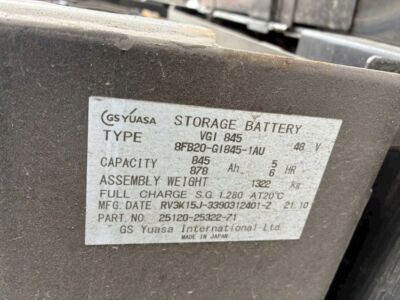 GS YUASA STORAGE BATTERY
TYPE VGI 845
8FB20-GI845-1AU 48 V
CAPACITY 845 Ah 5 HR
878 6
ASSEMBLY WEIGHT 1322 Kg
FULL CHARGE S.G. 1.280 AT20℃
MFG.DATE RV3K15J-3390312401-Z 21.10
PART NO. 25120-25322-71
GS Yuasa International Ltd.
MADE IN JAPAN